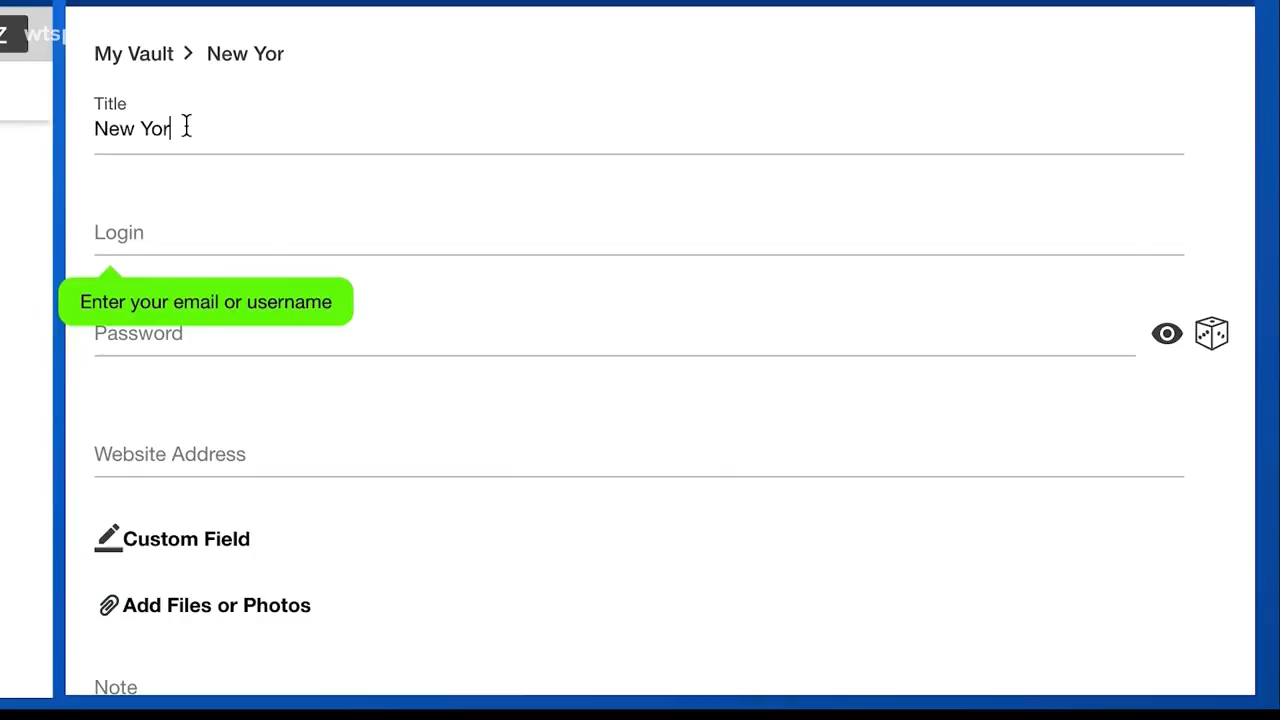 Z
wtsp
My Vault > New Yor
Title
New Yor
Login
Enter your email or username
Password
Website Address
Custom Field
Add Files or Photos
Note